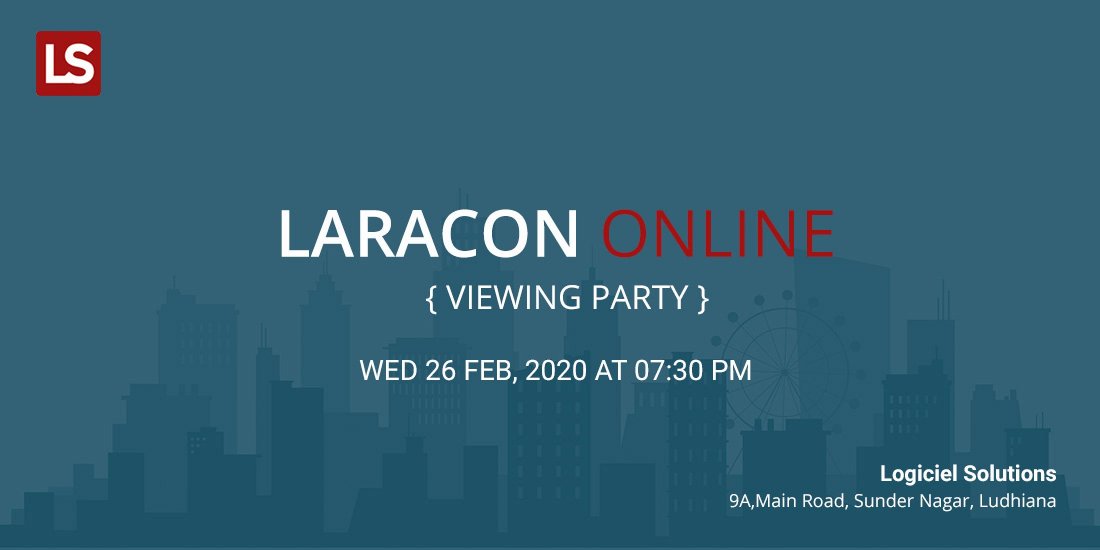 LS
LARACON ONLINE
{ VIEWING PARTY }
WED 26 FEB, 2020 AT 07:30 PM
Logiciel Solutions
9A,Main Road, Sunder Nagar, Ludhiana